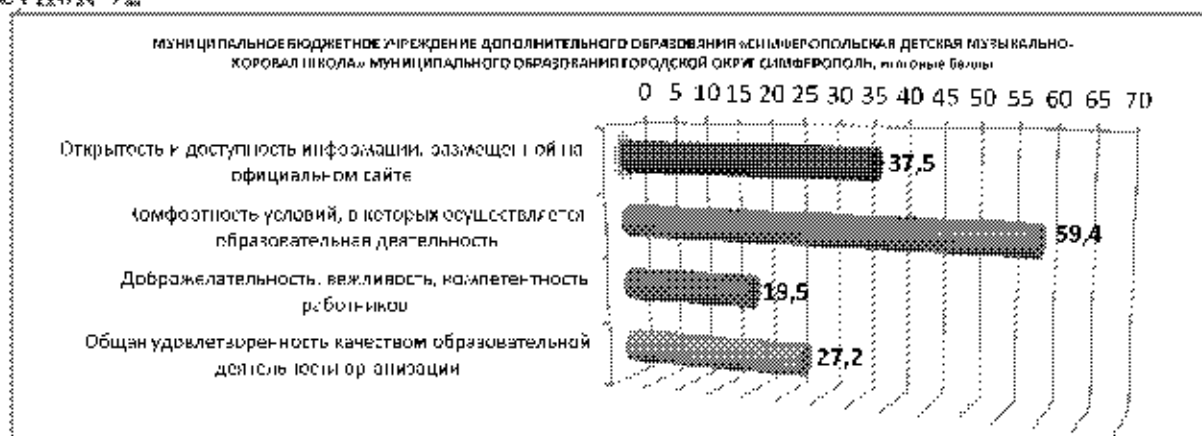 МУНИЦИПАЛЬНОЕ БЮДЖЕТНОЕ УЧРЕЖДЕНИЕ ДОПОЛНИТЕЛЬНОГО ОБРАЗОВАНИЯ «СИМФЕРОПОЛЬСКАЯ ДЕТСКАЯ МУЗЫКАЛЬНО-
ХОРОВАЯ ШКОЛА» МУНИЦИПАЛЬНОГО ОБРАЗОВАНИЯ ГОРОДСКОЙ ОКРУГ СИМФЕРОПОЛЬ, итоговые баллы
0 5 10 15 20 25 30 35 40 45 50 55 60 65 70
Открытость и доступность информации, размещенной на
официальном сайте
37,5
Комфортность условий, в которых осуществляется
образовательная деятельность
59,4
Доброжелательность, вежливость, компетентность
работников
19,5
Общая удовлетворенность качеством образовательной
деятельности организации
27,2